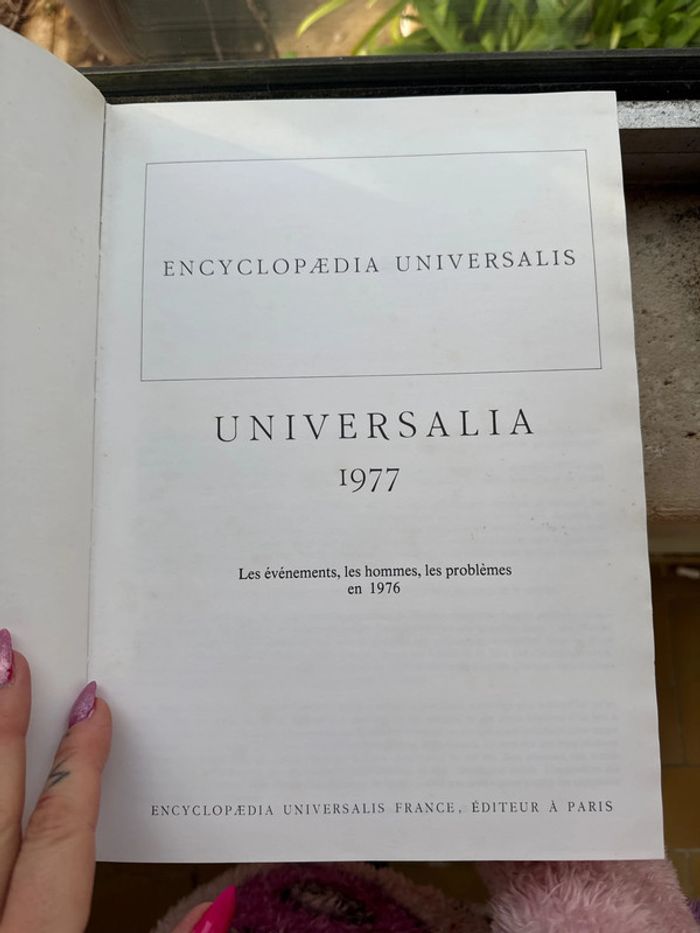 ENCYCLOPÆDIA UNIVERSALIS
UNIVERSALIA
1977
Les événements, les hommes, les problèmes
en 1976
ENCYCLOPÆDIA UNIVERSALIS FRANCE, ÉDITEUR À PARIS